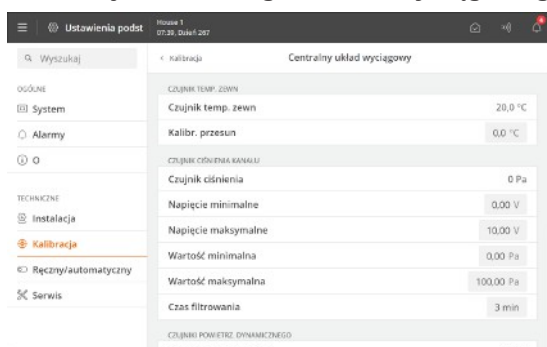 Ustawienia podst
House 1
07:39, Dzień 267
Wyszukaj
< Kalibracja
Centralny układ wyciągowy
OGÓLNE
System
Alarmy
O
TECHNICZNE
Instalacja
Kalibracja
Ręczny/automatyczny
Serwis
CZUJNIK TEMP. ZEWN
Czujnik temp. zewn 20,0 °C
Kalibr. przesun 0,0 °C
CZUJNIK CIŚNIENIA KANAŁU
Czujnik ciśnienia 0 Pa
Napięcie minimalne 0,00 V
Napięcie maksymalne 10,00 V
Wartość minimalna 0,00 Pa
Wartość maksymalna 100,00 Pa
Czas filtrowania 3 min
CZUJNIKI POWIETRZ. DYNAMICZNEGO